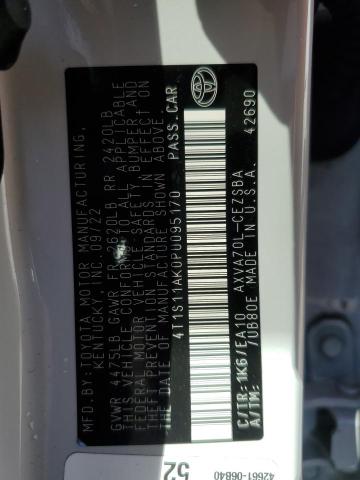 MFD.BY:TOYOTA MOTOR MANUFACTURING,
KENTUCKY, INC. 09/22
GVWR 4475LB GAWR FR 2620LB RR 2420LB
THIS VEHICLE CONFORMS TO ALL APPLICABLE
FEDERAL MOTOR VEHICLE SAFETY, BUMPER AND
THEFT PREVENTION STANDARDS IN EFFECT ON
THE DATE OF MANUFACTURE SHOWN ABOVE.
4T1S11AK0PU095170 PASS.CAR
C/TR:1K6/EA10 AXVA70L-CEZSBA
A/TM: /UB80E MADE IN U.S.A. 42690
42661-06B40
52